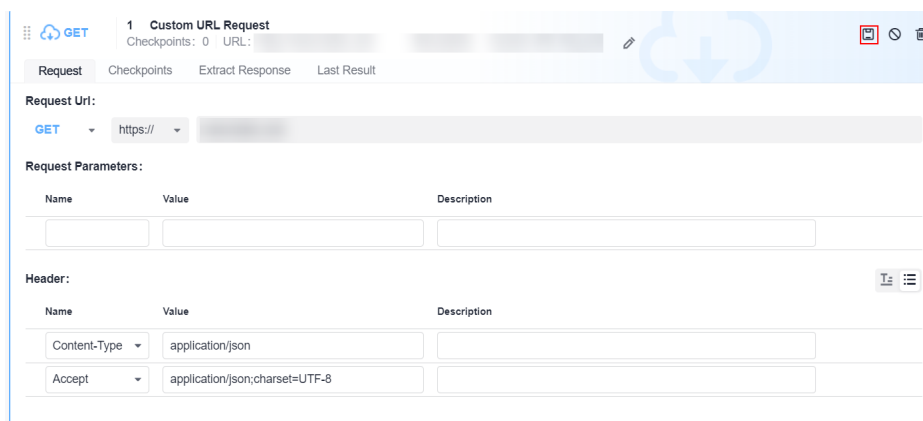 GET 1 Custom URL Request
Checkpoints: 0 URL:
Request Checkpoints Extract Response Last Result
Request Url:
GET https://
Request Parameters:
Name Value Description
Header:
Name Value Description
Content-Type application/json
Accept application/json;charset=UTF-8